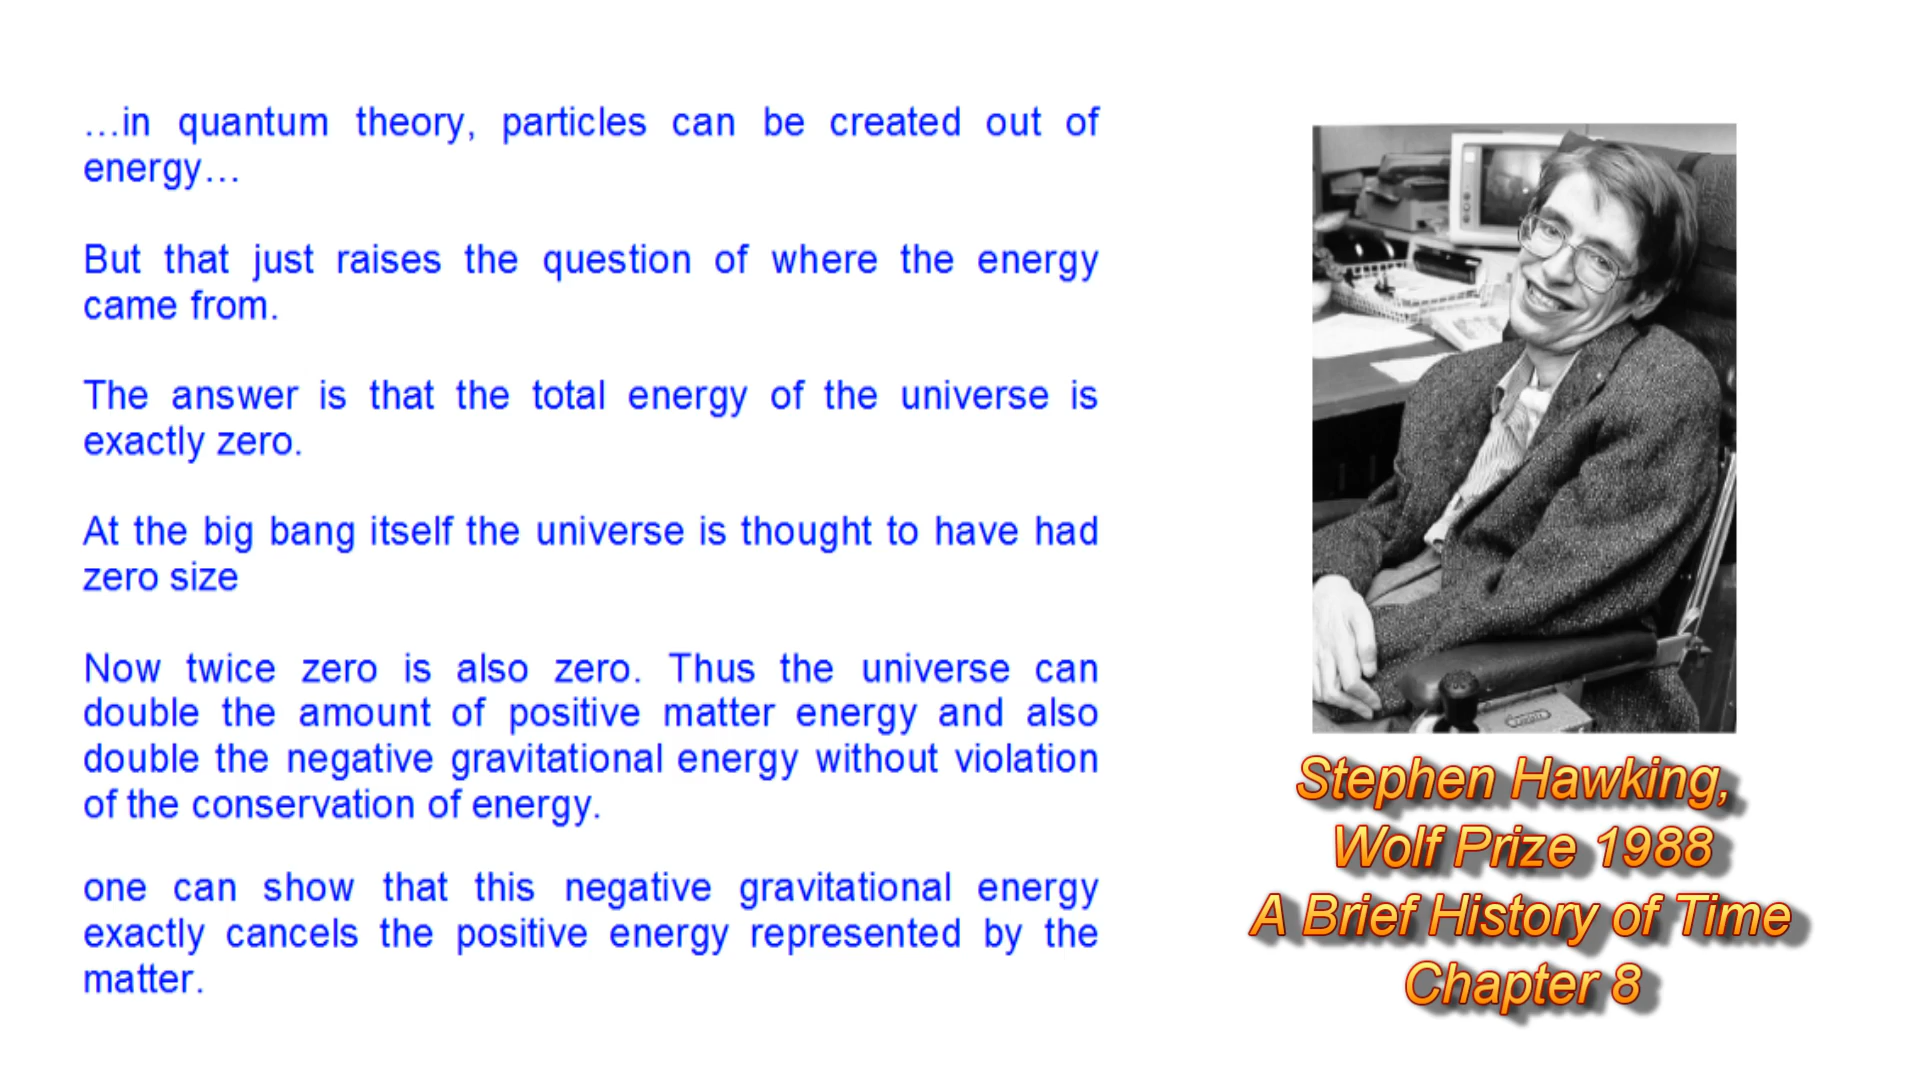 …in quantum theory, particles can be created out of
energy…
But that just raises the question of where the energy
came from.
The answer is that the total energy of the universe is
exactly zero.
At the big bang itself the universe is thought to have had
zero size
Now twice zero is also zero. Thus the universe can
double the amount of positive matter energy and also
double the negative gravitational energy without violation
of the conservation of energy.
one can show that this negative gravitational energy
exactly cancels the positive energy represented by the
matter.
Stephen Hawking,
Wolf Prize 1988
A Brief History of Time
Chapter 8